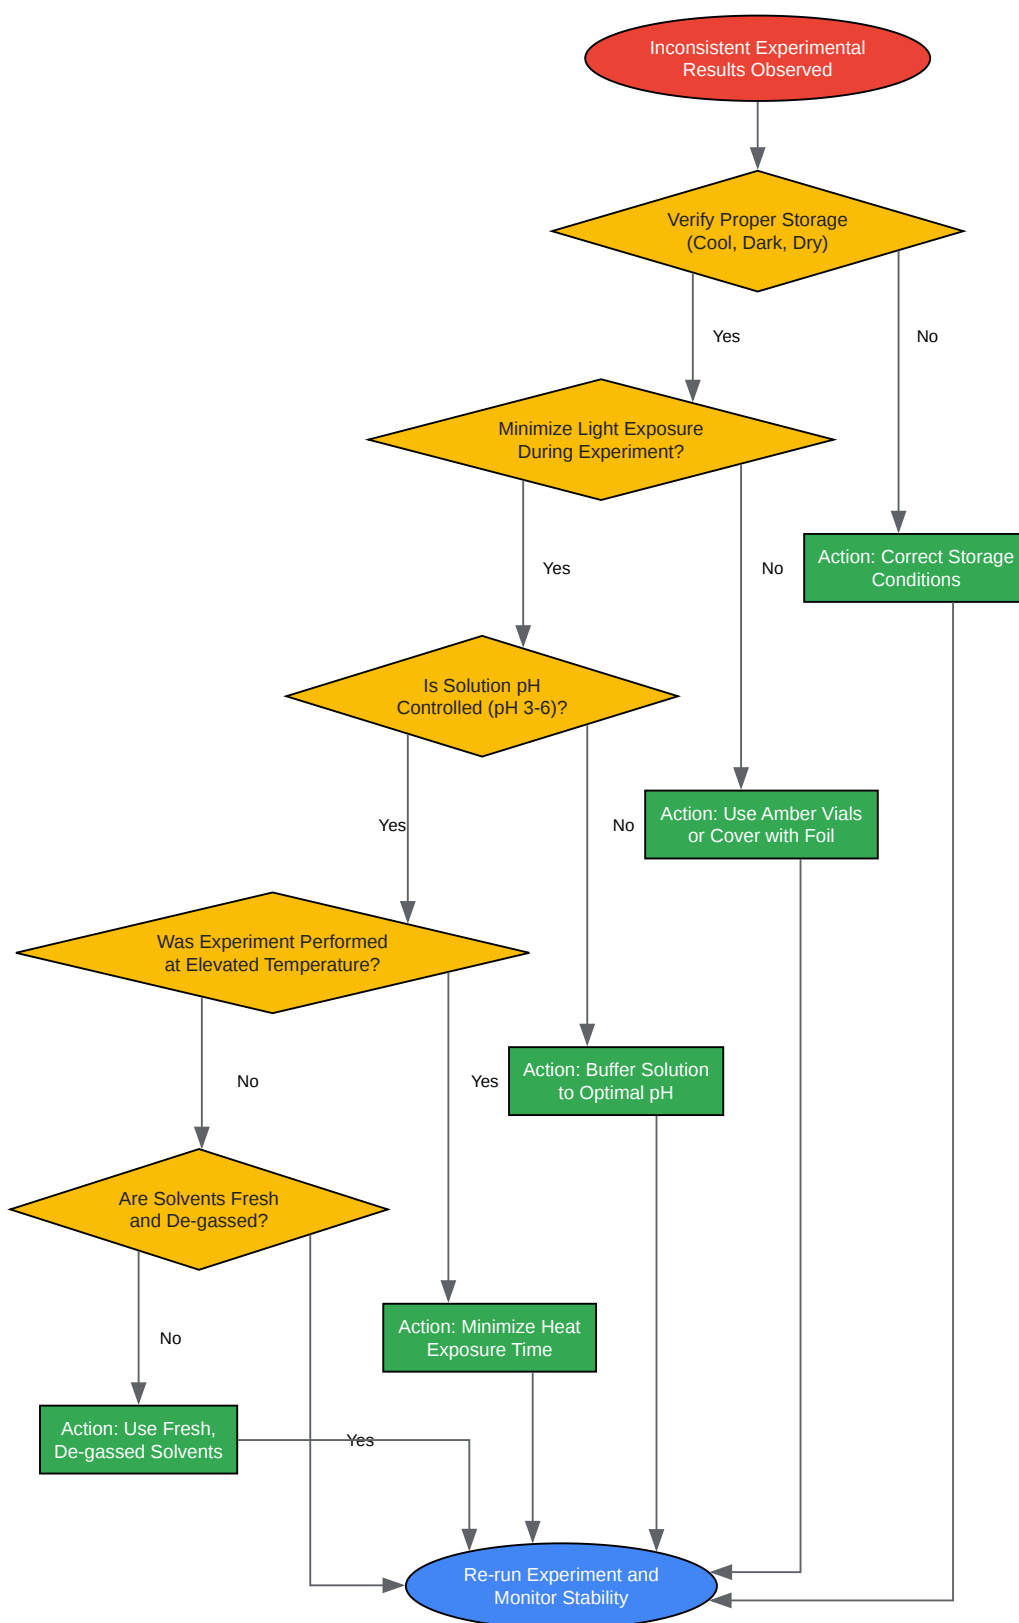 Inconsistent Experimental
Results Observed
Verify Proper Storage
(Cool, Dark, Dry)
Yes
No
Minimize Light Exposure
During Experiment?
Action: Correct Storage
Conditions
Yes
No
Is Solution pH
Controlled (pH 3-6)?
Action: Use Amber Vials
or Cover with Foil
Yes
No
Was Experiment Performed
at Elevated Temperature?
Action: Buffer Solution
to Optimal pH
No
Yes
Are Solvents Fresh
and De-gassed?
Action: Minimize Heat
Exposure Time
No
Action: Use Fresh,
De-gassed Solvents
Yes
Re-run Experiment and
Monitor Stability